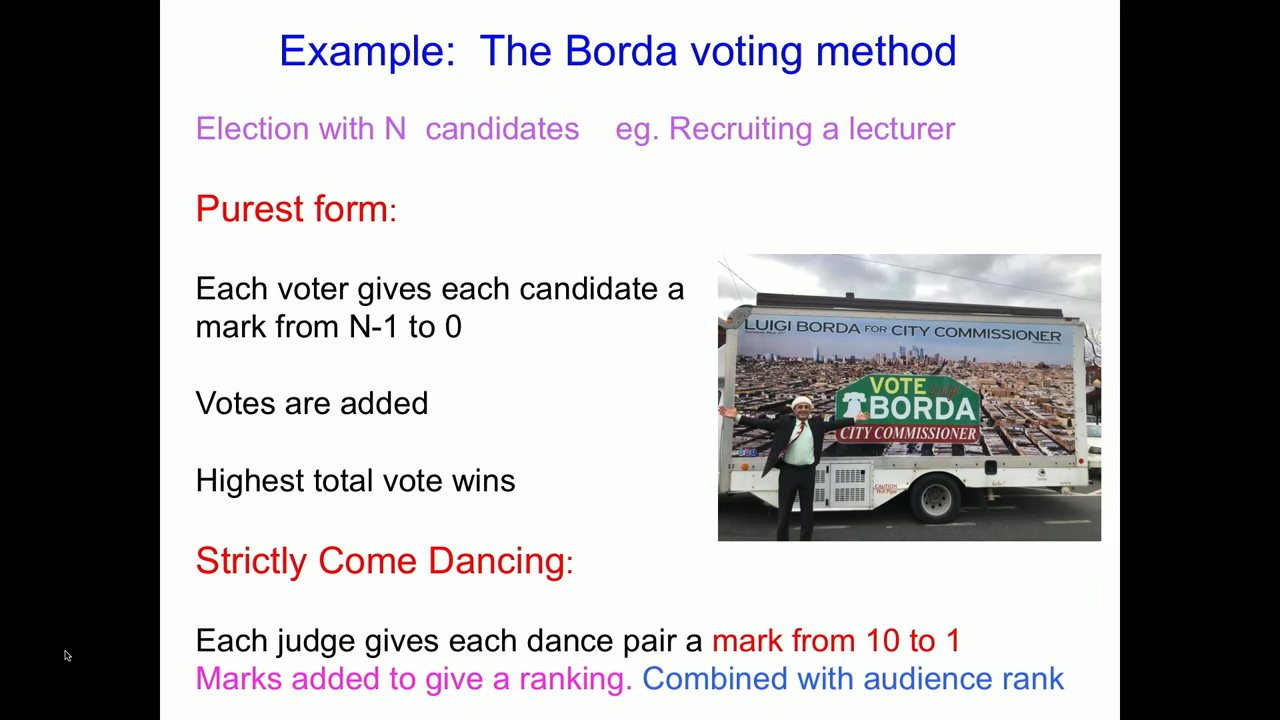 Example: The Borda voting method
Election with N candidates eg. Recruiting a lecturer
Purest form:
Each voter gives each candidate a
mark from N-1 to 0
Votes are added
Highest total vote wins
LUIGI BORDA FOR CITY COMMISSIONER
VOTE
BORDA
CITY COMMISSIONER
CAUTION
Strictly Come Dancing:
Each judge gives each dance pair a mark from 10 to 1
Marks added to give a ranking. Combined with audience rank